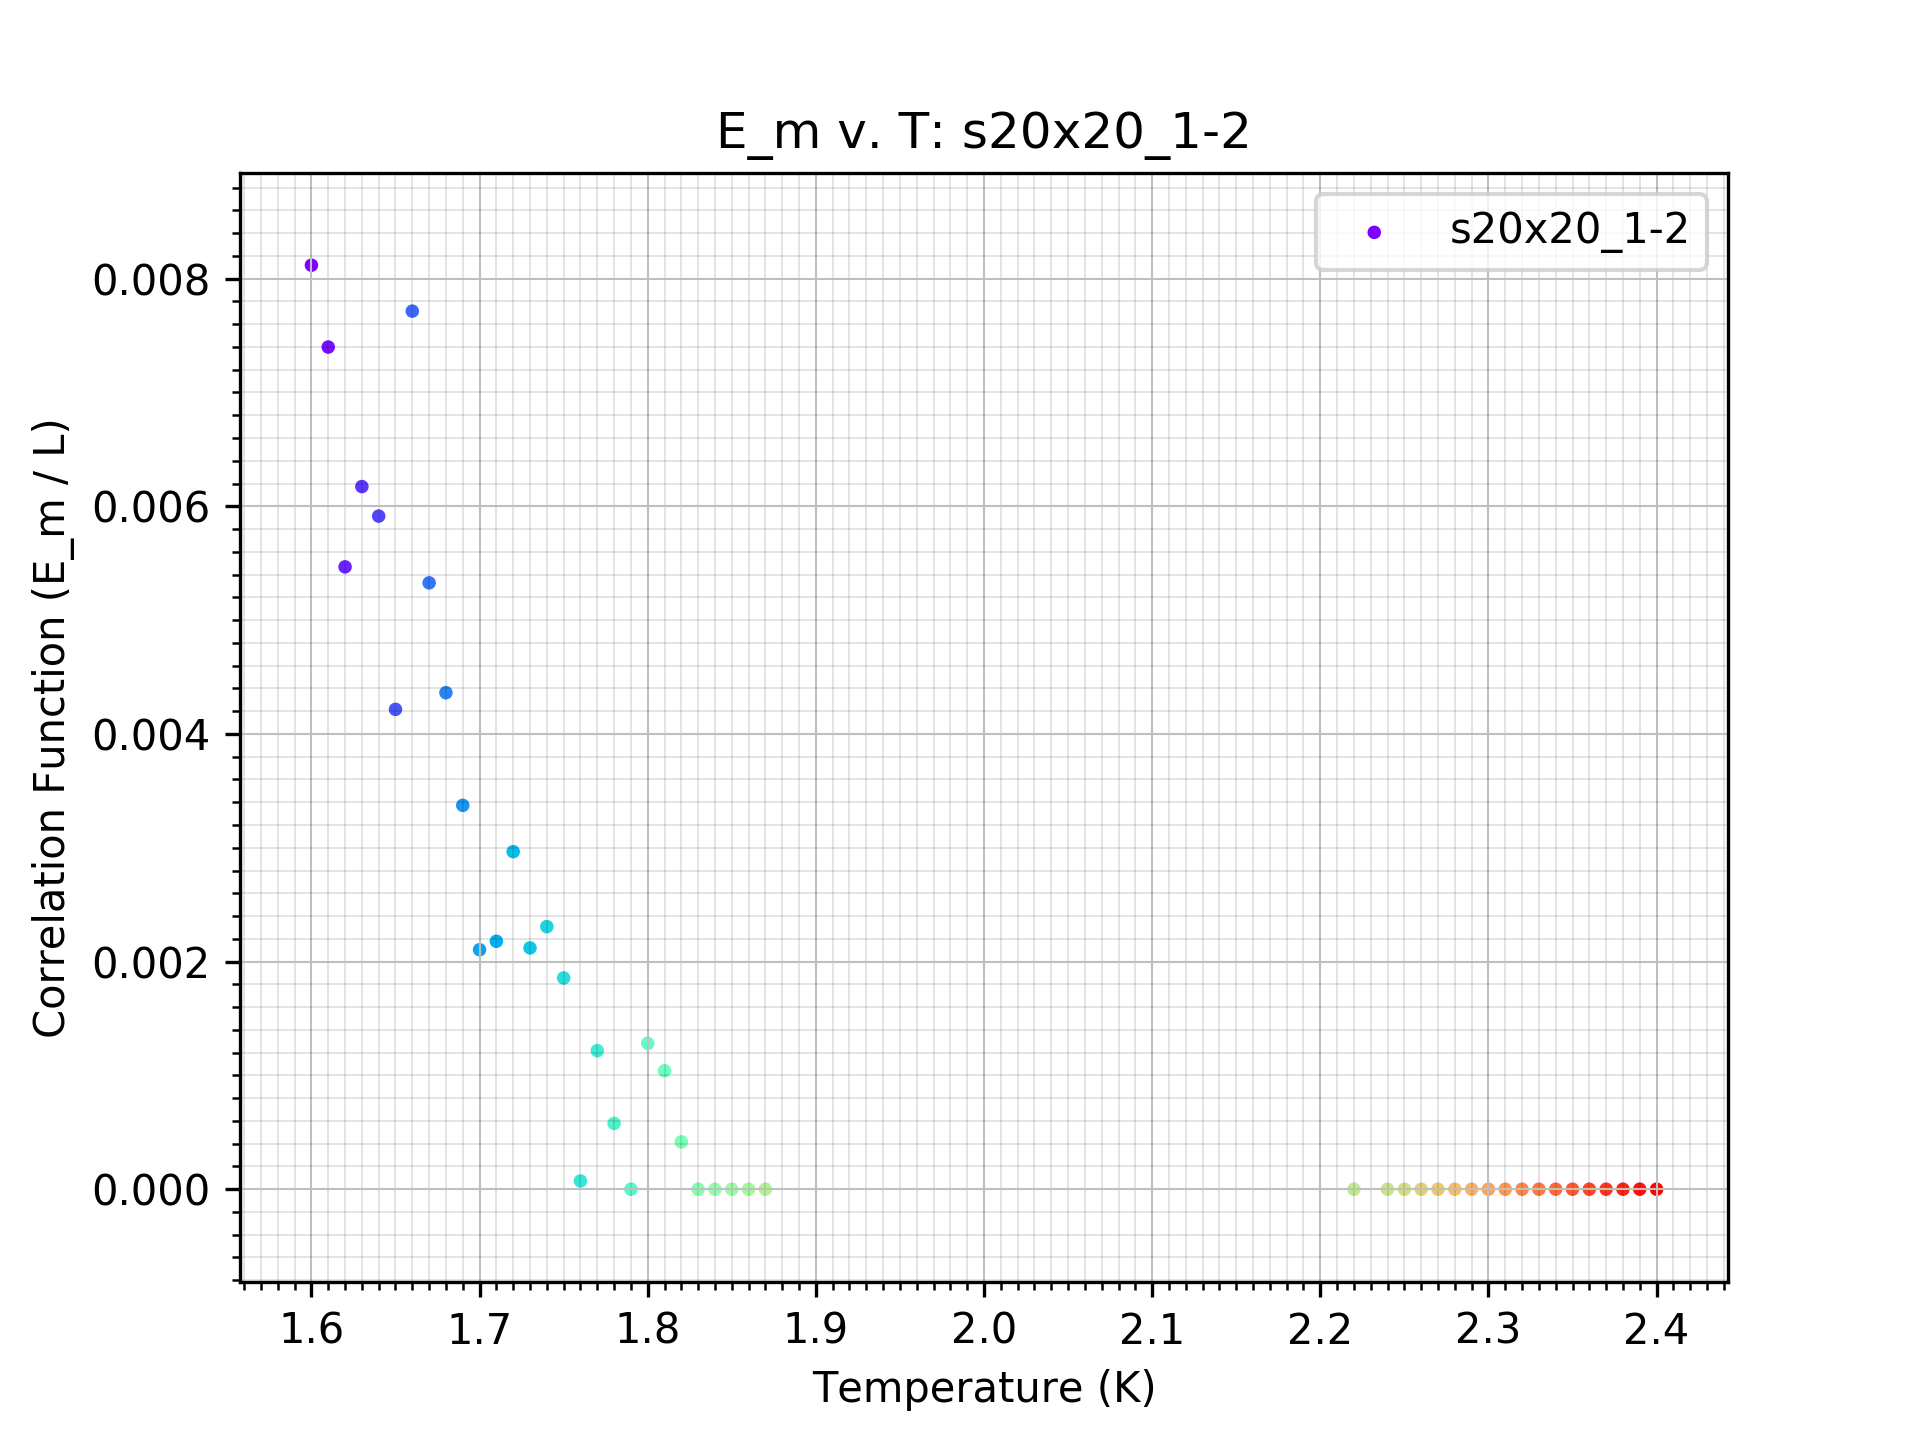 E_m v. T: s20x20_1-2
s20x20_1-2
Correlation Function (E_m / L)
0.008
0.006
0.004
0.002
0.000
1.6 1.7 1.8 1.9 2.0 2.1 2.2 2.3 2.4
Temperature (K)